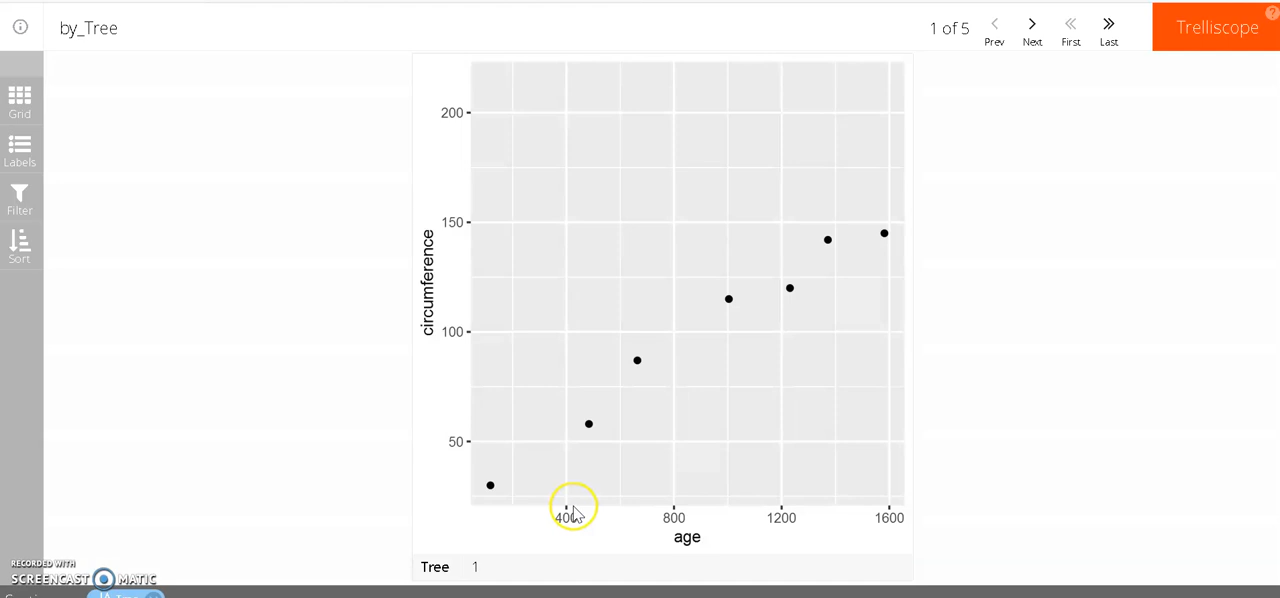 by_Tree
1 of 5
Prev
Next
First
Last
Trelliscope
?
Grid
Labels
Filter
Sort
200
150
100
50
circumference
400
800
1200
1600
age
Tree 1
RECORDED WITH
SCREENCAST MATIC